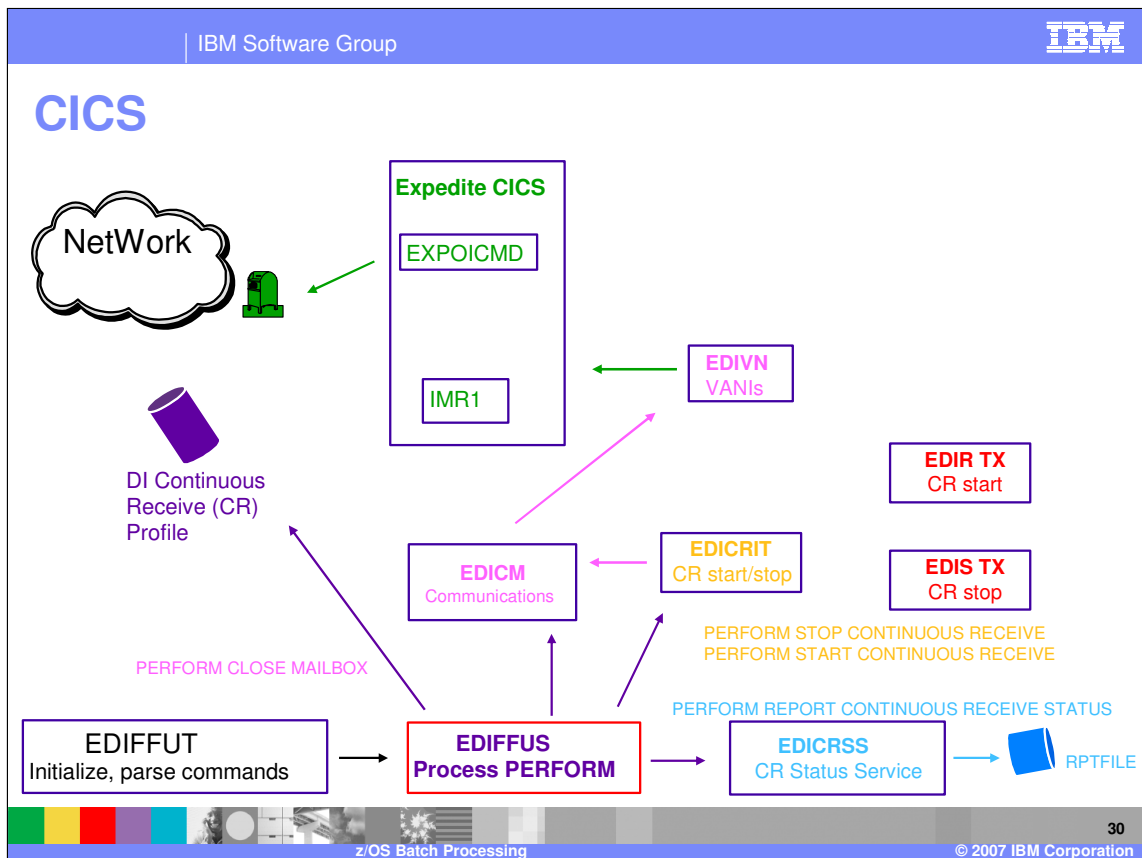 IBM Software Group
IBM
CICS
Expedite CICS
NetWork
EXPOICMD
EDIVN
VANIs
IMR1
DI Continuous
Receive (CR)
Profile
EDIR TX
CR start
EDICRIT
CR start/stop
EDICM
Communications
EDIS TX
CR stop
PERFORM STOP CONTINUOUS RECEIVE
PERFORM START CONTINUOUS RECEIVE
PERFORM CLOSE MAILBOX
PERFORM REPORT CONTINUOUS RECEIVE STATUS
EDIFFUT
Initialize, parse commands
EDIFFUS
Process PERFORM
EDICRSS
CR Status Service
RPTFILE
30
z/OS Batch Processing
© 2007 IBM Corporation